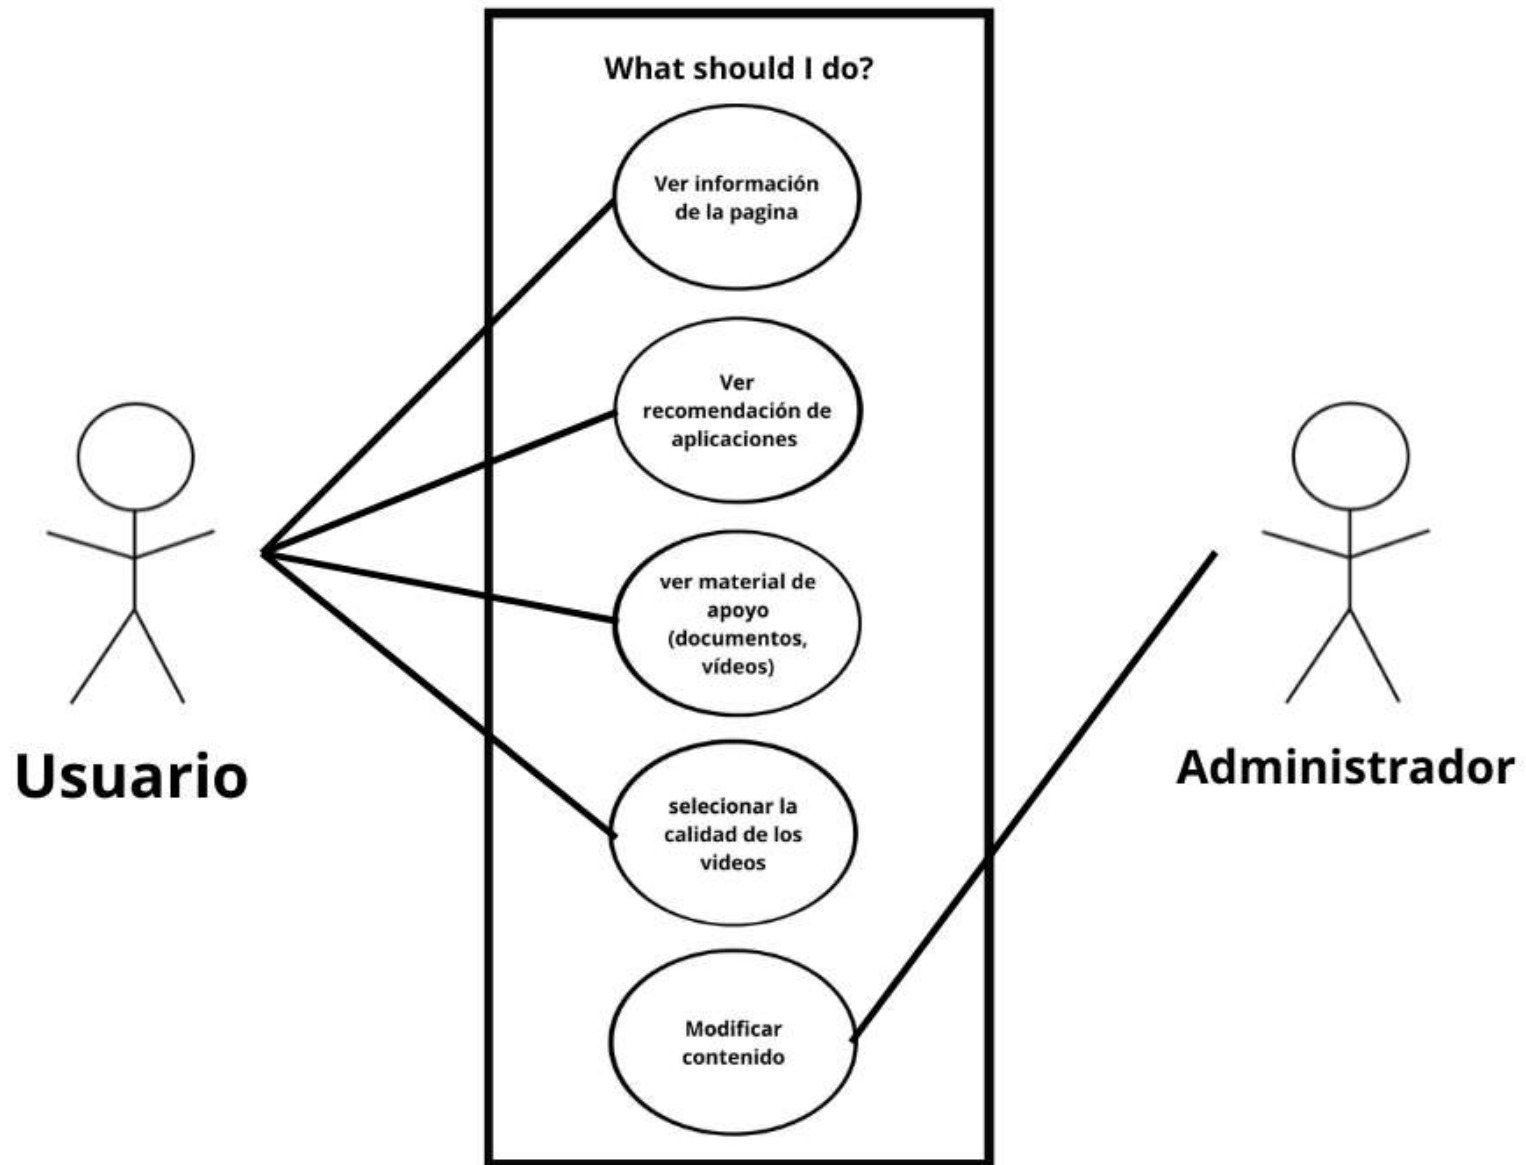 What should I do?
Ver información
de la pagina
Ver
recomendación de
aplicaciones
ver material de
apoyo
(documentos,
vídeos)
selecionar la
calidad de los
videos
Modificar
contenido
Usuario
Administrador